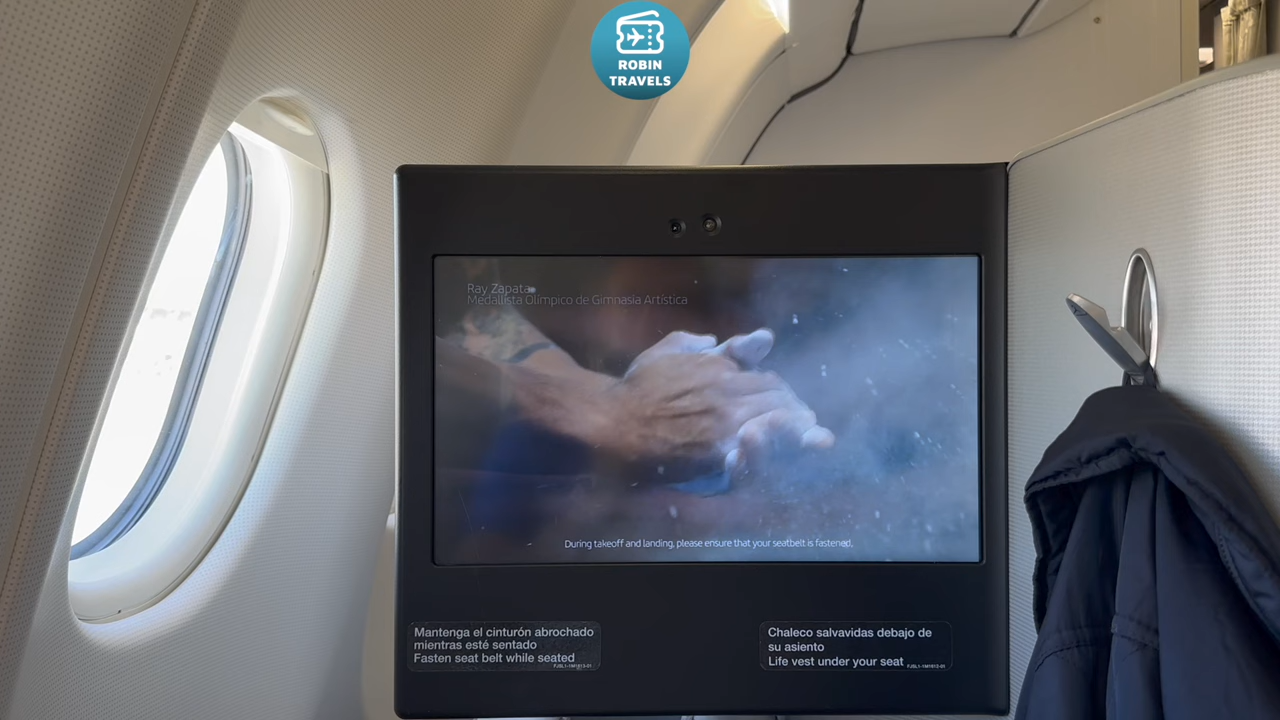 ROBIN
TRAVELS
Ray Zapata
Medallista Olímpico de Gimnasia Artística
During takeoff and landing, please ensure that your seatbelt is fastened.
Mantenga el cinturón abrochado
mientras esté sentado
Fasten seat belt while seated
Chaleco salvavidas debajo de
su asiento
Life vest under your seat